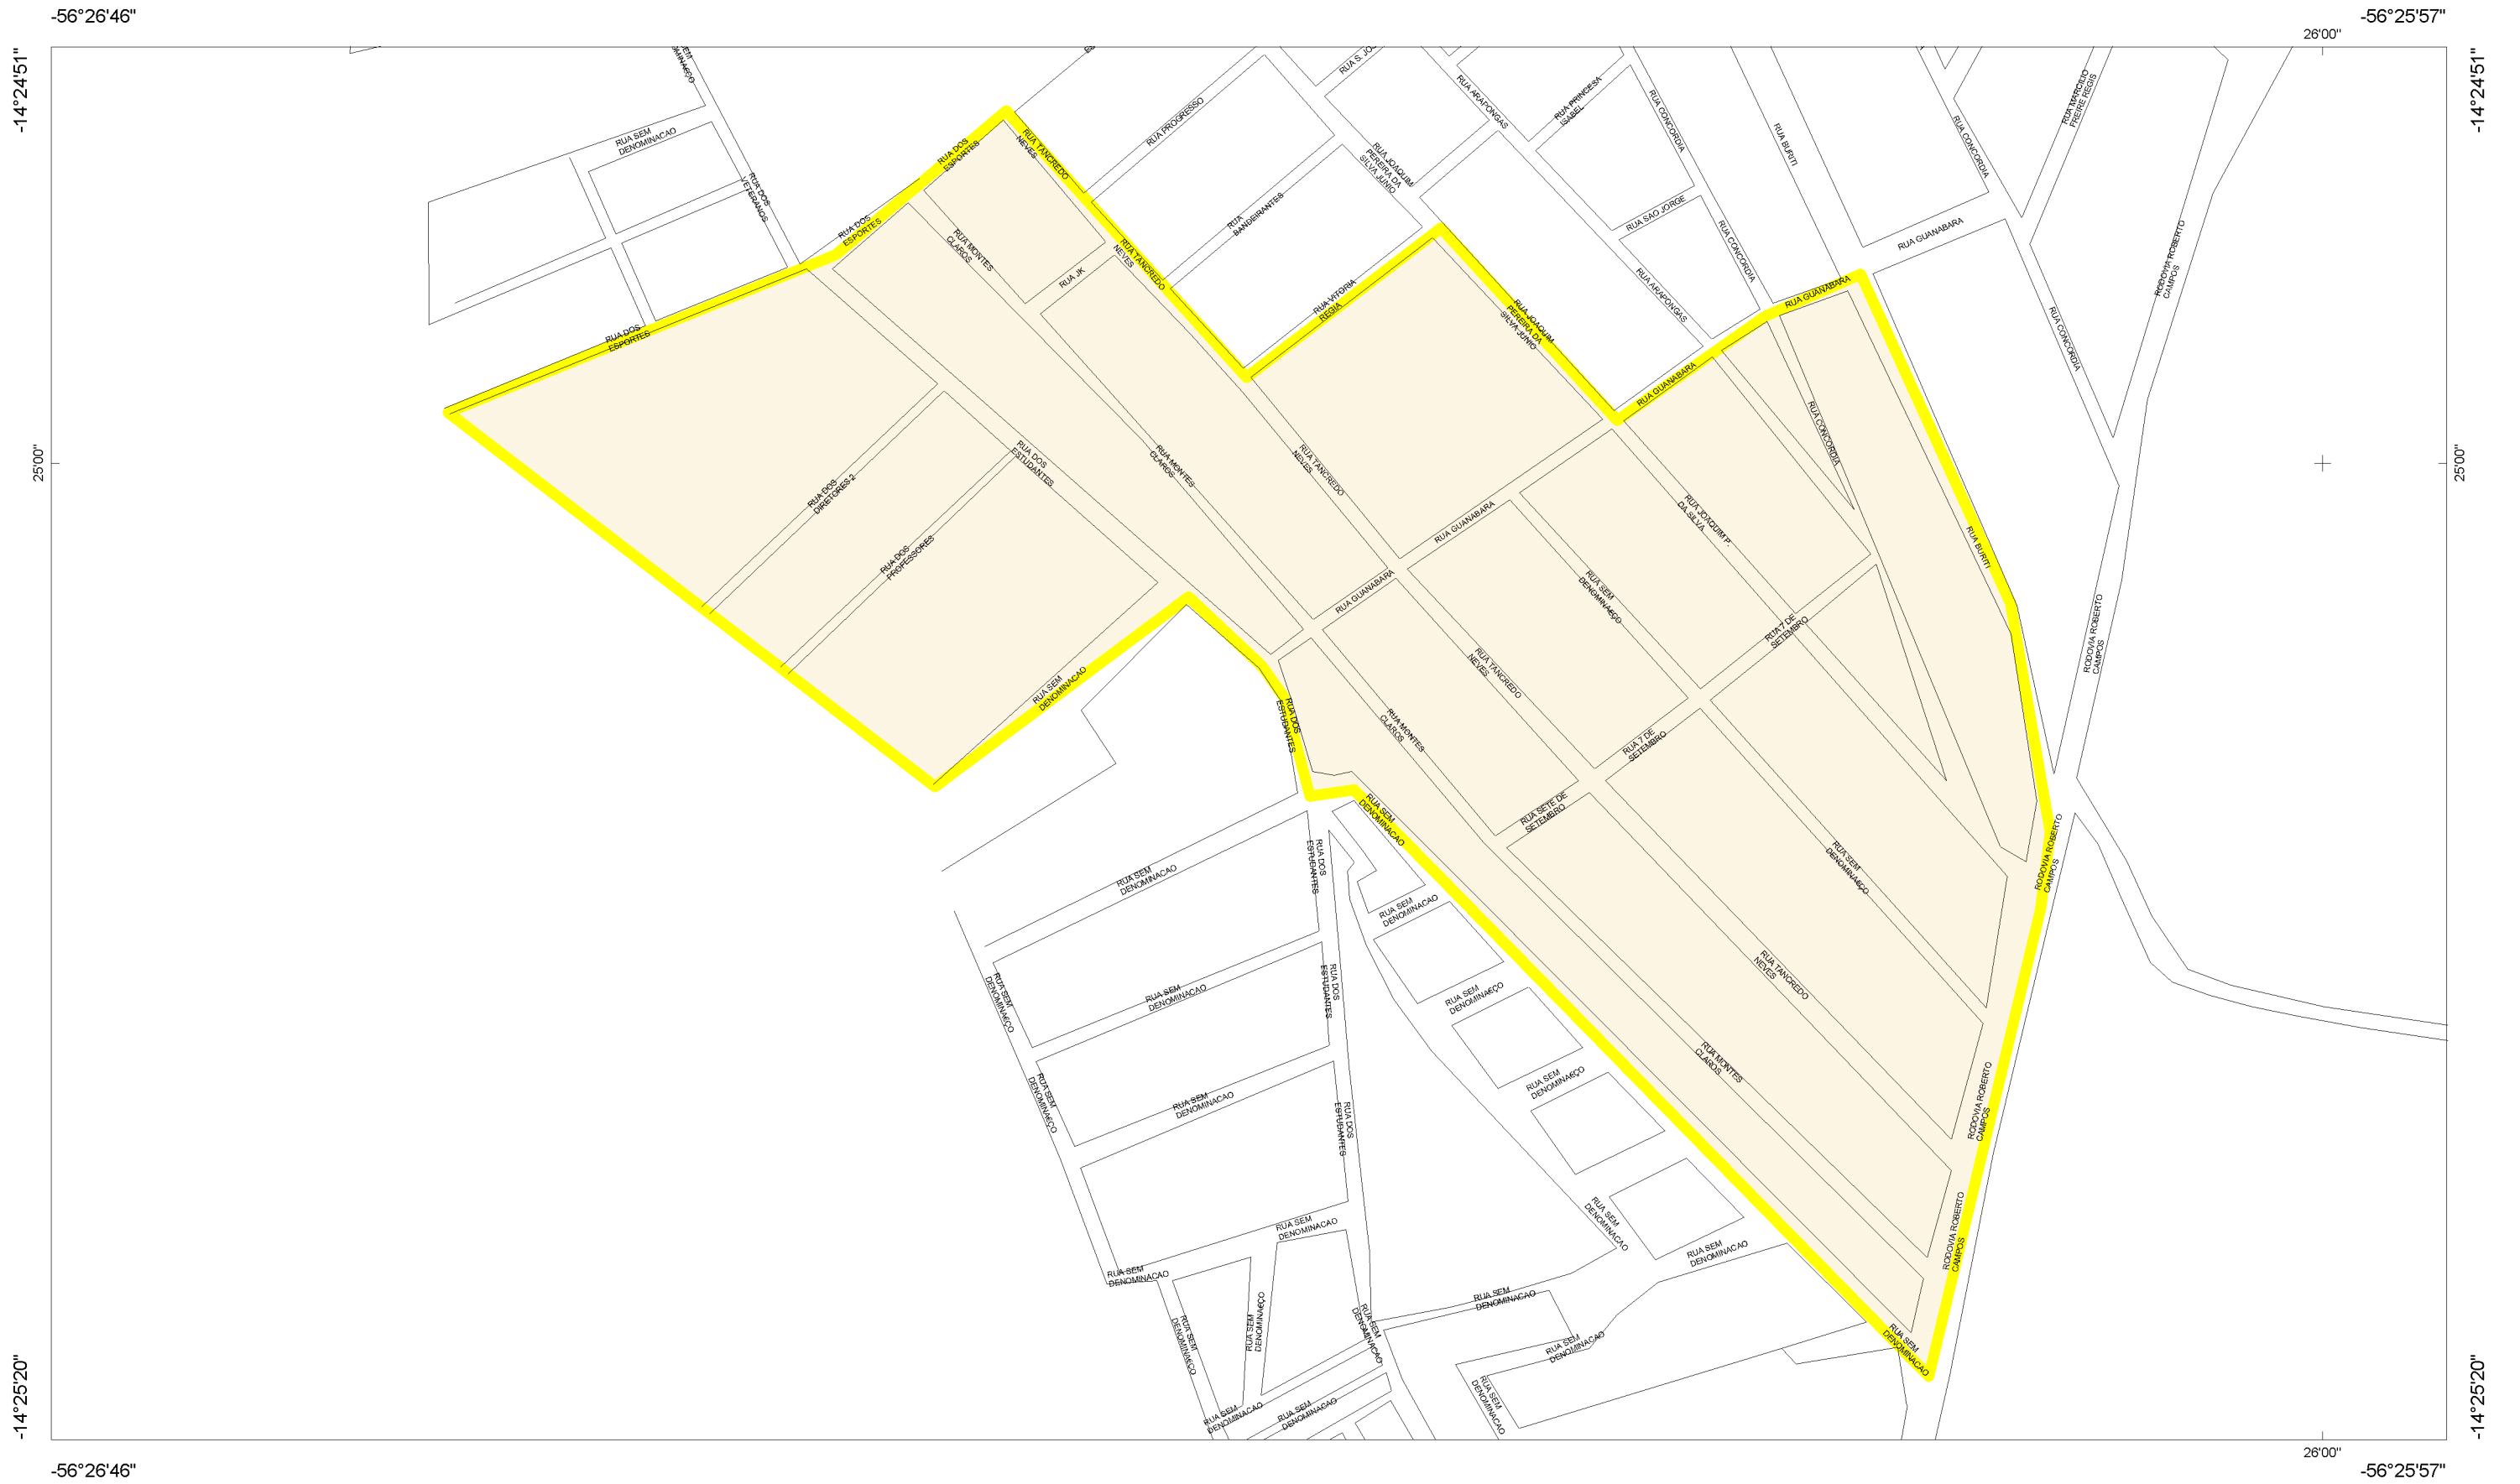 -56°26'46"
-56°25'57"
26'00"
-14°24'51"
-14°24'51"
RUA SEM
DENOMINACAO
RUA DOS
VETERANOS
RUA DOS
ESPORTES
RUA DOS
ESPORTES
RUA DOS
ESPORTES
RUA TANCREDO
NEVES
RUA PROGRESSO
RUA S. JO
RUA ARAPONGAS
RUA PRINCESA
ISABEL
RUA CONCORDIA
RUA BURITI
RUA CONCORDIA
RUA MARCILIO
FREIRE REGIS
RUA JOAQUIM
PEREIRA DA
SILVA JUNIO
RUA
BANDEIRANTES
RUA SAO JORGE
RUA CONCORDIA
RUA GUANABARA
RODOVIA ROBERTO
CAMPOS
RUA MONTES
CLAROS
RUA JK
RUA TANCREDO
NEVES
RUA VITORIA
REGIA
RUA JOAQUIM
PEREIRA DA
SILVA JUNIO
RUA ARAPONGAS
RUA GUANABARA
RUA CONCORDIA
RUA GUANABARA
RUA CONCORDIA
25'00"
25'00"
RUA DOS
ESTUDANTES
RUA DOS
DIRETORES 2
RUA DOS
PROFESSORES
RUA MONTES
CLAROS
RUA TANCREDO
NEVES
RUA GUANABARA
RUA JOAQUIM P.
DA SILVA
RUA BURITI
RUA GUANABARA
RUA SEM
DENOMINAEÇO
RUA 7 DE
SETEMBRO
RODOVIA ROBERTO
CAMPOS
RUA SEM
DENOMINACAO
RUA DOS
ESTUDANTES
RUA MONTES
CLAROS
RUA TANCREDO
NEVES
RUA 7 DE
SETEMBRO
RUA SETE DE
SETEMBRO
RUA SEM
DENOMINACAO
RUA SEM
DENOMINAEÇO
RODOVIA ROBERTO
CAMPOS
RUA SEM
DENOMINACAO
RUA DOS
ESTUDANTES
RUA SEM
DENOMINACAO
RUA SEM
DENOMINAEÇO
RUA SEM
DENOMINACAO
RUA DOS
ESTUDANTES
RUA SEM
DENOMINAEÇO
RUA TANCREDO
NEVES
RUA MONTES
CLAROS
RUA SEM
DENOMINAEÇO
RUA SEM
DENOMINACAO
RUA DOS
ESTUDANTES
RUA SEM
DENOMINAEÇO
RODOVIA ROBERTO
CAMPOS
RUA SEM
DENOMINACAO
RUA SEM
DENOMINACAO
RUA SEM
DENOMINACAO
RODOVIA ROBERTO
CAMPOS
RUA SEM
DENOMINACAO
RUA SEM
DENOMINAEÇO
RUA SEM
DENOMINAEÇO
RUA SEM
DENOMINACAO
RUA SEM
DENOMINACAO
RUA SEM
DENOMINACAO
RUA SEM
DENOMINACAO
RUA SEM
DENOMINACAO
RUA SEM
DENOMINACAO
RUA SEM
DENOMINACAO
-14°25'20"
-14°25'20"
26'00"
-56°26'46"
-56°25'57"